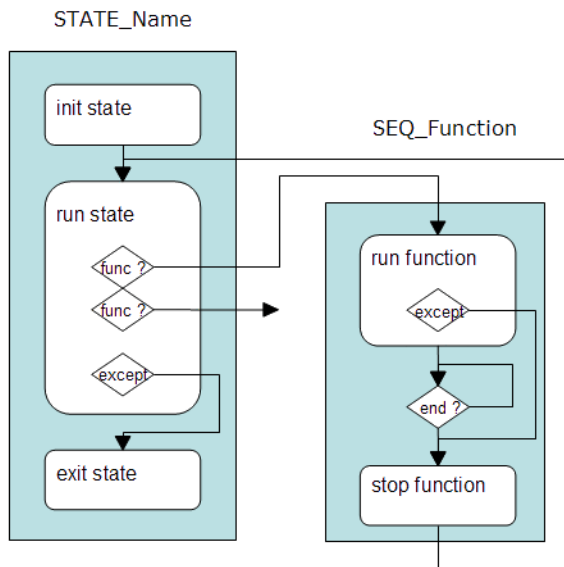 STATE_Name
init state
run state
func ?
func ?
except
exit state
SEQ_Function
run function
except
end ?
stop function